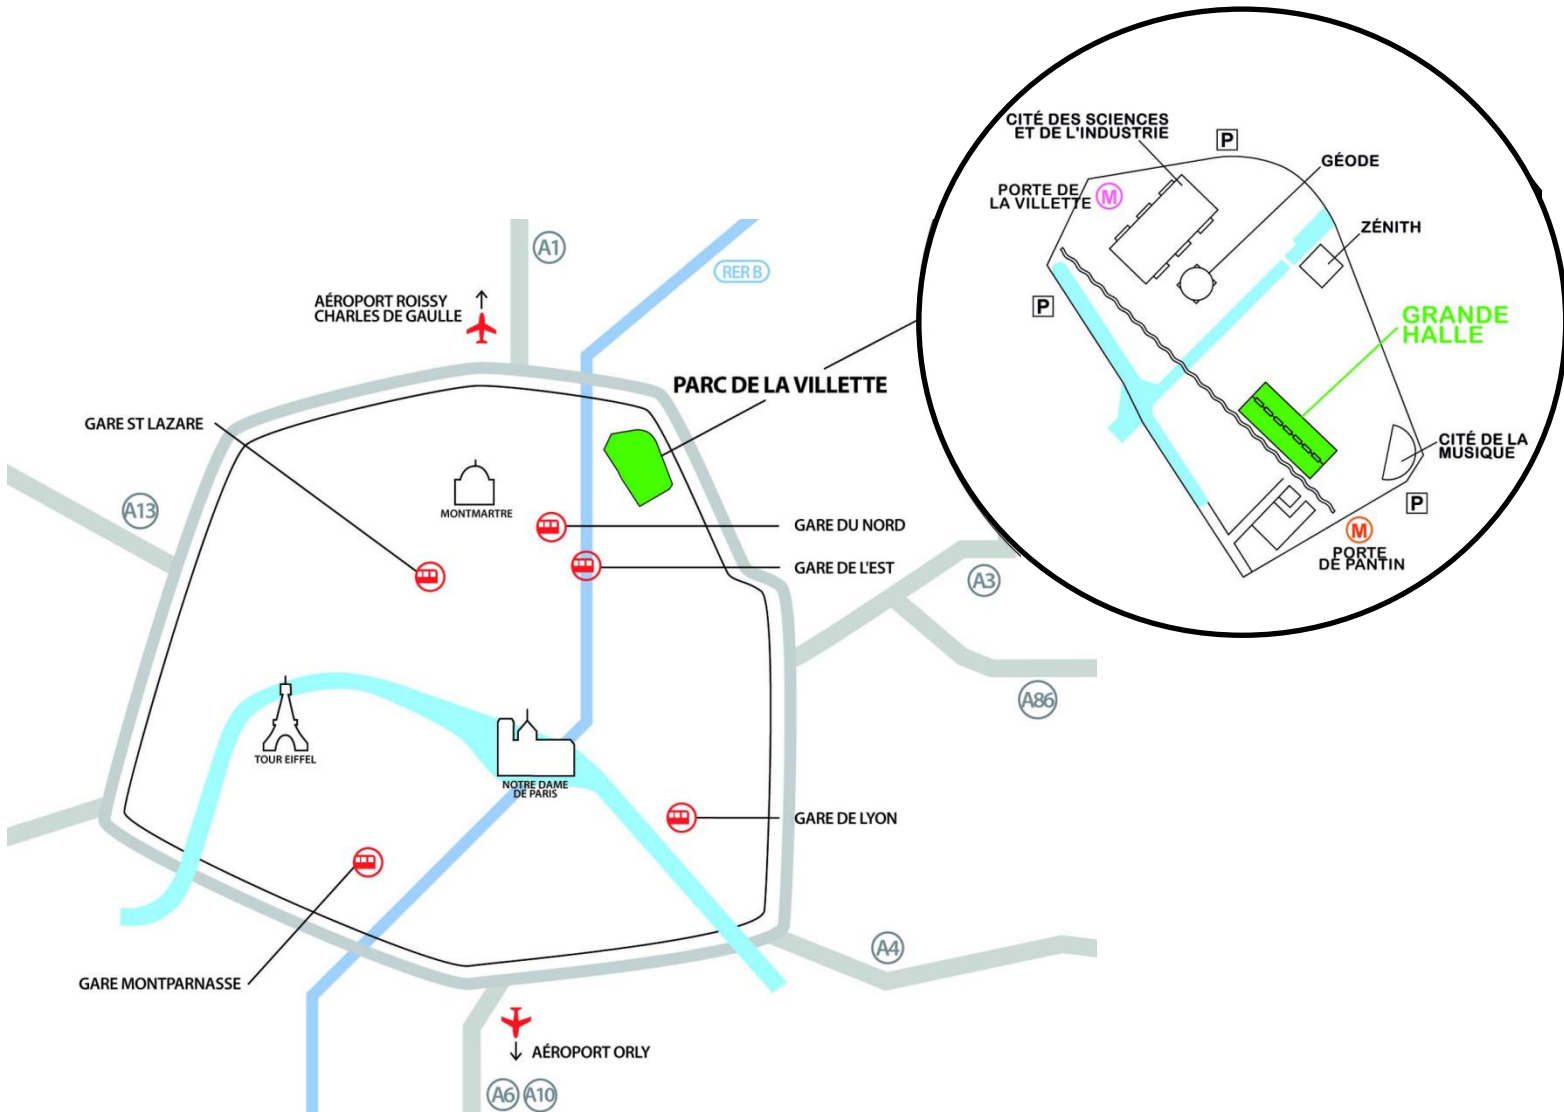 CITÉ DES SCIENCES
ET DE L'INDUSTRIE
P
GÉODE
PORTE DE
LA VILLETTE
M
ZÉNITH
P
GRANDE
HALLE
CITÉ DE LA
MUSIQUE
P
M
PORTE
DE PANTIN
A1
RER B
AÉROPORT ROISSY
CHARLES DE GAULLE
PARC DE LA VILLETTE
GARE ST LAZARE
A13
MONTMARTRE
GARE DU NORD
GARE DE L'EST
A3
A86
TOUR EIFFEL
NOTRE DAME
DE PARIS
GARE DE LYON
A4
GARE MONTPARNASSE
AÉROPORT ORLY
A6
A10